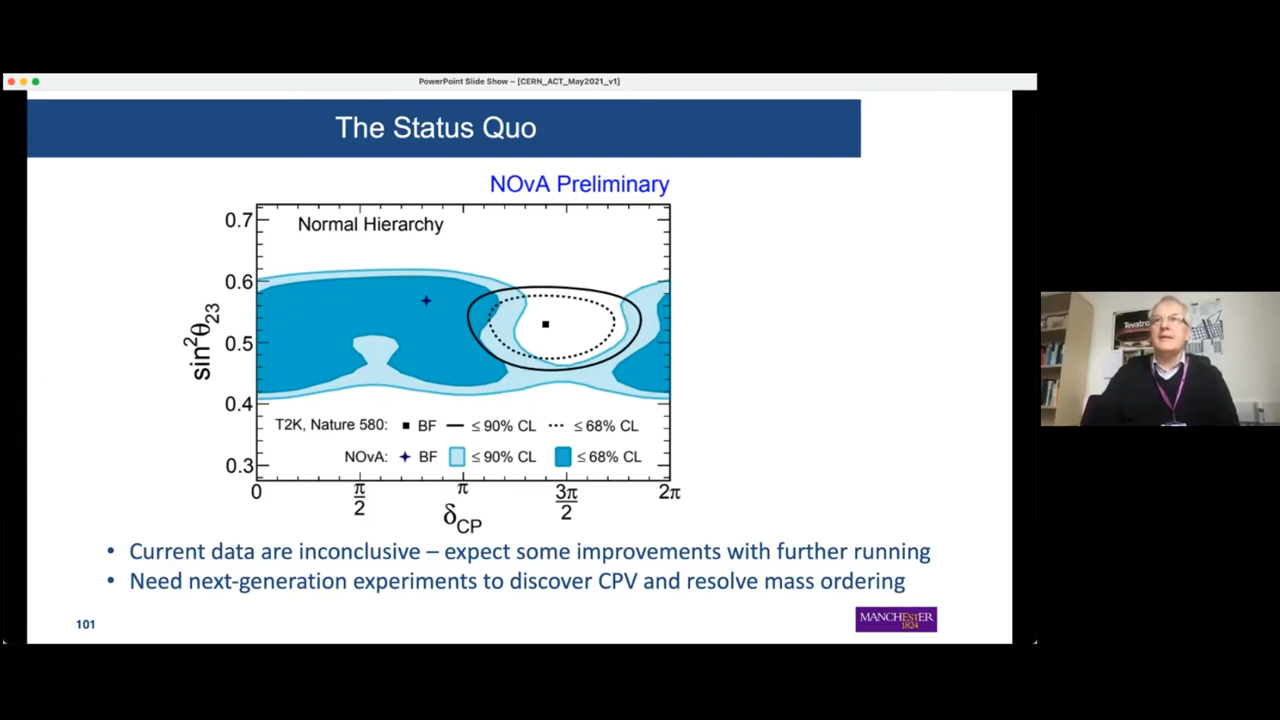 PowerPoint Slide Show – [CERN_ACT_May2021_v1]
The Status Quo
NOvA Preliminary
Normal Hierarchy
0.7
0.6
0.5
0.4
0.3
sin²θ₂₃
T2K, Nature 580: BF ≤ 90% CL ≤ 68% CL
NOvA: BF ≤ 90% CL ≤ 68% CL
0 π/2 π 3π/2 2π
δCP
• Current data are inconclusive – expect some improvements with further running
• Need next-generation experiments to discover CPV and resolve mass ordering
101
MANCHESTER
1824
Tevatro